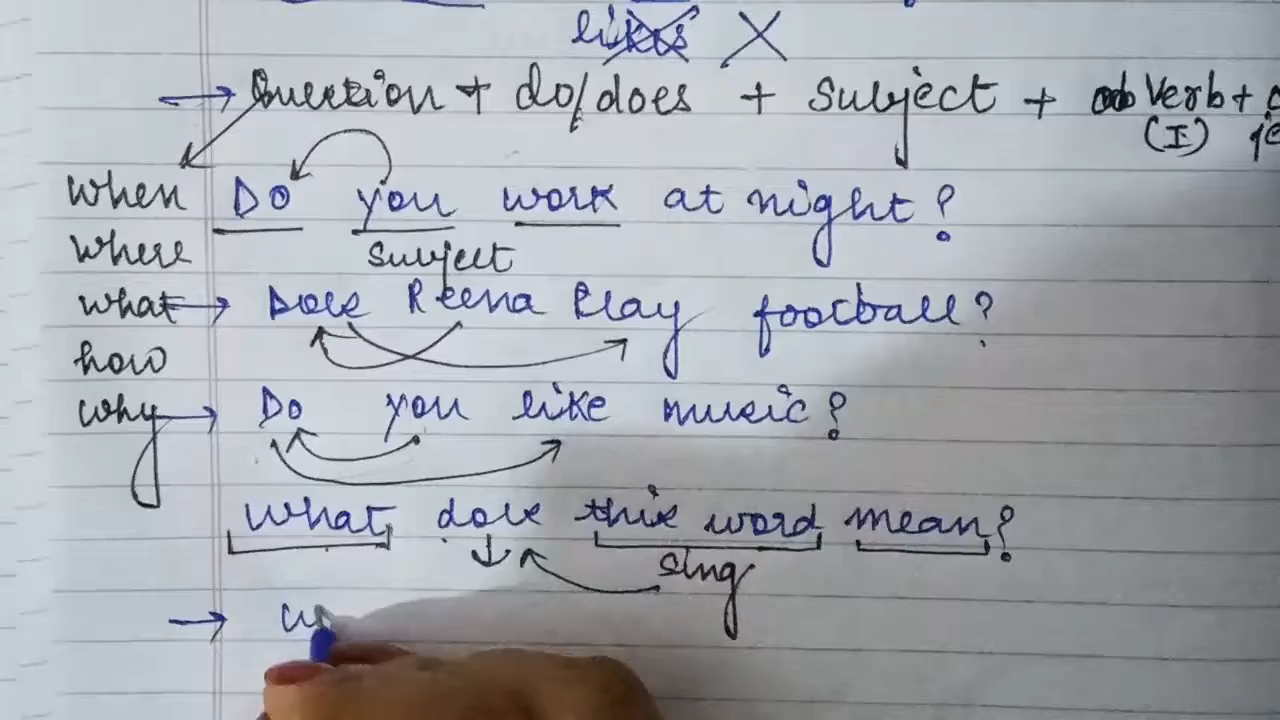 likes
→ Question + do/does + Subject + Verb +
(I)
When Do you work at night?
where subject
what → Does Reena Play football?
how
why → Do you like music?
What does this word mean?
sing
→ w